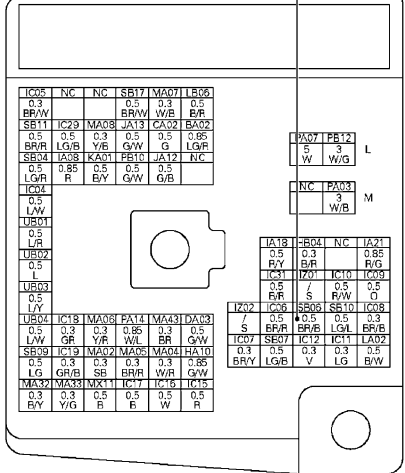 IC05 NC NC SB17 MA07 LB06
0.3 0.5 0.3 0.5
BR/W BR/W W/B B/R
SB11 IC29 MA08 JA13 CA02 BA02
0.5 0.5 0.3 0.5 0.5 0.85
BR/R LG/B Y/B G/W G LG/R
SB04 IA08 KA01 PB10 JA12 NC
0.5 0.85 0.5 0.5 0.5
LG/R R B/Y G/W G/B
IC04
0.5
L/W
UB01
0.5
L/R
UB02
0.5
L
UB03
0.5
L/Y
UB04 IC18 MA06 PA14 MA43 DA03
0.5 0.3 0.3 0.85 0.3 0.5
L/W GR Y/R W/L BR G/W
SB09 IC19 MA02 MA05 MA04 HA10
0.5 0.3 0.3 0.3 0.3 0.85
LG GR/B SB BR/R W/R G/W
MA32 MA33 MX11 IC17 IC16 IC15
0.3 0.3 0.5 0.5 0.5 0.5
B/Y Y/G B B W R
PA07 PB12
5 3 L
W W/G
NC PA03
3 M
W/B
IA18 HB04 NC IA21
0.5 0.3 0.85
R/Y B/R R/G
IC31 IZ01 IC10 IC09
0.5 / 0.5 0.5
B/R S R/W O
IZ02 IC06 SB06 SB10 IC08
/ 0.5 0.5 0.5 0.3
S BR/R BR/B LG/L BR/B
IC07 SB07 IC12 IC11 LA02
0.3 0.5 0.3 0.3 0.5
BR/Y LG/B V LG B/W